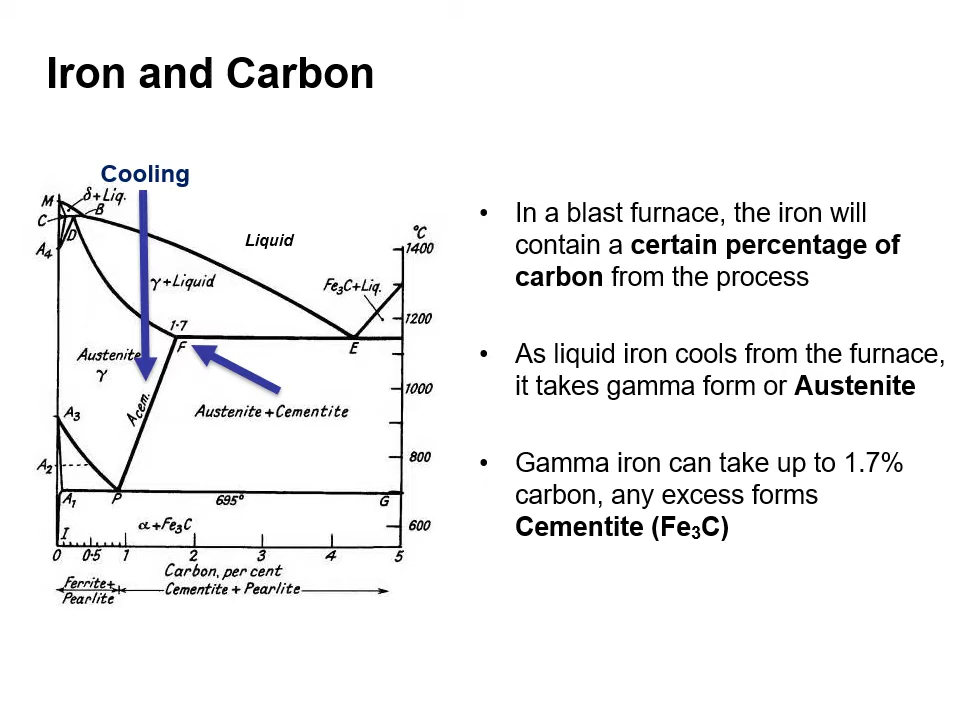 Iron and Carbon
Cooling
M
δ+Liq.
B
C
D
A₄
Liquid
°C
1400
γ+Liquid
Fe₃C+Liq.
1·7
1200
F
E
Austenite
γ
1000
Acem.
Austenite+Cementite
A₃
A₂
800
A₁
P
695°
G
I
α+Fe₃C
600
0 0·5 1 2 3 4 5
Carbon, per cent
Ferrite+
Pearlite
Cementite + Pearlite
• In a blast furnace, the iron will
contain a certain percentage of
carbon from the process
• As liquid iron cools from the furnace,
it takes gamma form or Austenite
• Gamma iron can take up to 1.7%
carbon, any excess forms
Cementite (Fe₃C)